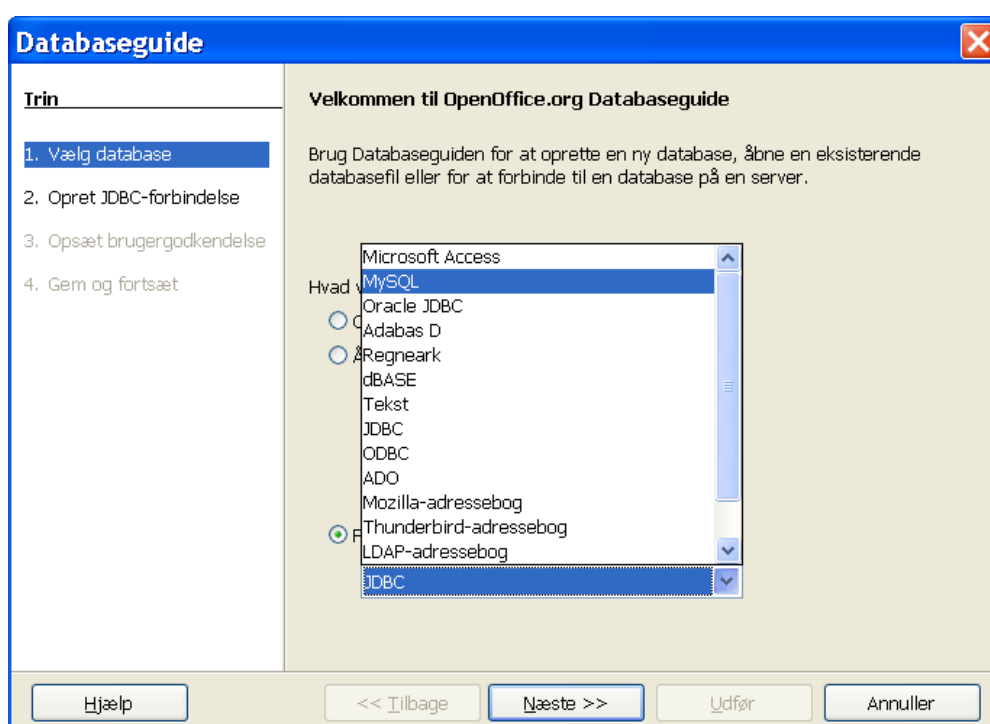 Databaseguide
Trin
1. Vælg database
2. Opret JDBC-forbindelse
3. Opsæt brugergodkendelse
4. Gem og fortsæt
Velkommen til OpenOffice.org Databaseguide
Brug Databaseguiden for at oprette en ny database, åbne en eksisterende
databasefil eller for at forbinde til en database på en server.
Hvad
Microsoft Access
MySQL
Oracle JDBC
Adabas D
Regneark
dBASE
Tekst
JDBC
ODBC
ADO
Mozilla-adressebog
Thunderbird-adressebog
LDAP-adressebog
JDBC
Hjælp
<< Tilbage
Næste >>
Udfør
Annuller